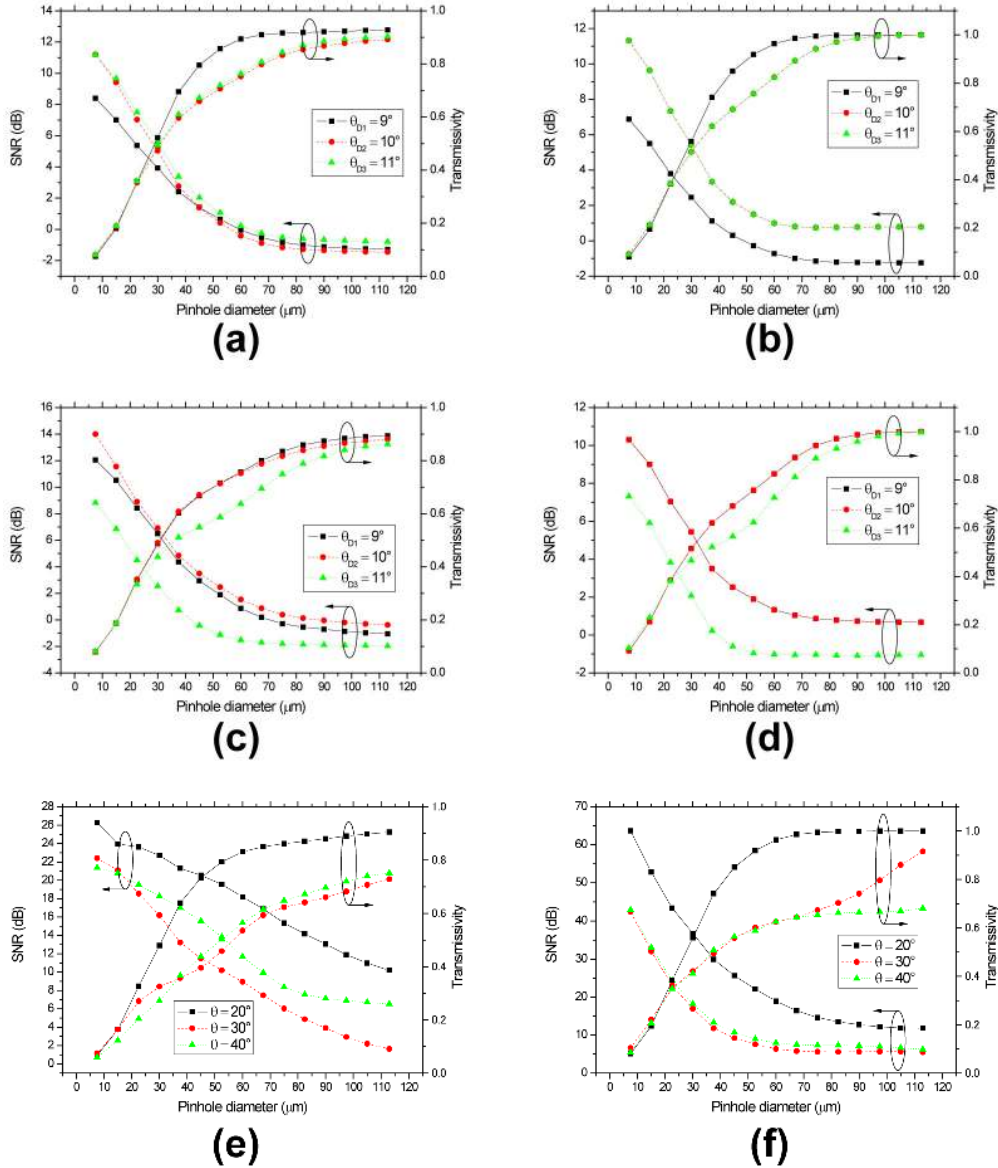 SNR (dB)
14
12
10
8
6
4
2
0
-2
1.0
0.8
0.6
0.4
0.2
0.0
Transmissivity
θD1 = 9°
θD2 = 10°
θD3 = 11°
0 10 20 30 40 50 60 70 80 90 100 110 120
Pinhole diameter (μm)
(a)
SNR (dB)
12
10
8
6
4
2
0
-2
1.0
0.8
0.6
0.4
0.2
0.0
Transmissivity
θD1 = 9°
θD2 = 10°
θD3 = 11°
0 10 20 30 40 50 60 70 80 90 100 110 120
Pinhole diameter (μm)
(b)
SNR (dB)
16
14
12
10
8
6
4
2
0
-2
-4
1.0
0.8
0.6
0.4
0.2
0.0
Transmissivity
θD1 = 9°
θD2 = 10°
θD3 = 11°
0 10 20 30 40 50 60 70 80 90 100 110 120
Pinhole diameter (μm)
(c)
SNR (dB)
12
10
8
6
4
2
0
-2
1.0
0.8
0.6
0.4
0.2
0.0
Transmissivity
θD1 = 9°
θD2 = 10°
θD3 = 11°
0 10 20 30 40 50 60 70 80 90 100 110 120
Pinhole diameter (μm)
(d)
SNR (dB)
28
26
24
22
20
18
16
14
12
10
8
6
4
2
0
1.0
0.8
0.6
0.4
0.2
0.0
Transmissivity
θ = 20°
θ = 30°
θ = 40°
0 10 20 30 40 50 60 70 80 90 100 110 120
Pinhole diameter (μm)
(e)
SNR (dB)
70
60
50
40
30
20
10
0
1.0
0.8
0.6
0.4
0.2
0.0
Transmissivity
θ = 20°
θ = 30°
θ = 40°
0 10 20 30 40 50 60 70 80 90 100 110 120
Pinhole diameter (μm)
(f)